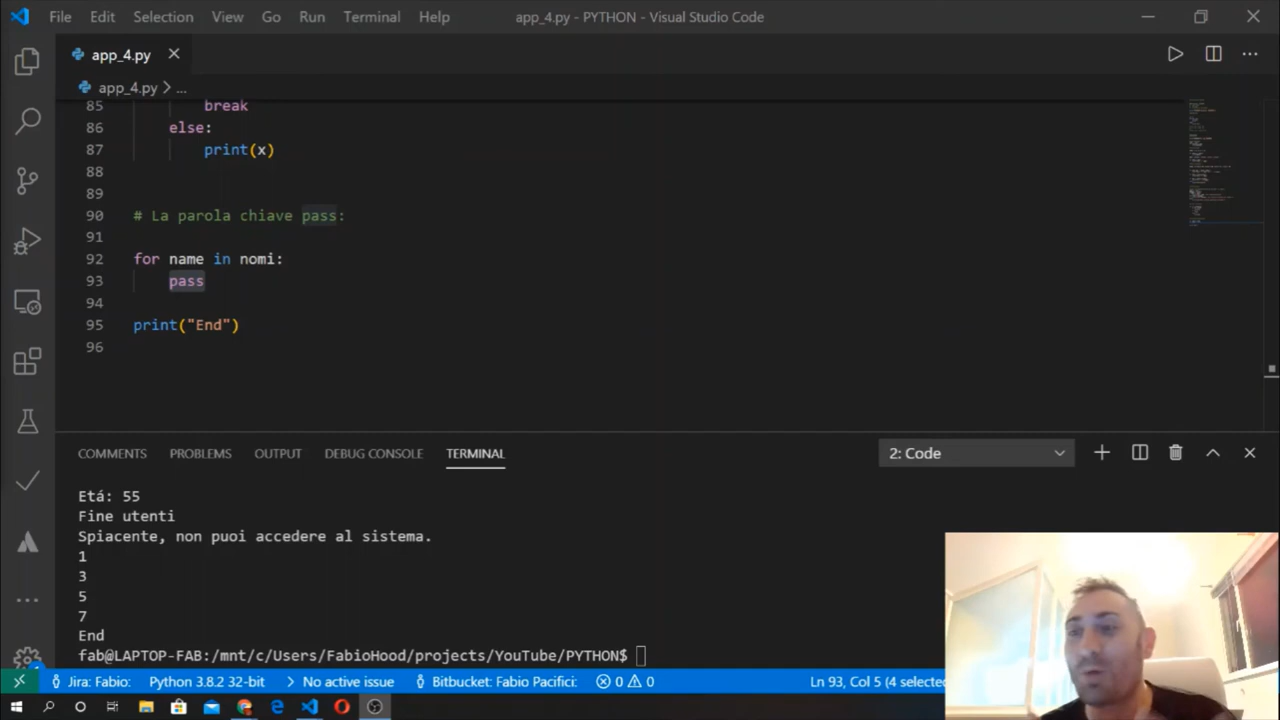 File Edit Selection View Go Run Terminal Help app_4.py - PYTHON - Visual Studio Code
app_4.py
app_4.py > ...
85 break
86 else:
87 print(x)
88
89
90 # La parola chiave pass:
91
92 for name in nomi:
93 pass
94
95 print("End")
96
COMMENTS PROBLEMS OUTPUT DEBUG CONSOLE TERMINAL 2: Code
Etá: 55
Fine utenti
Spiacente, non puoi accedere al sistema.
1
3
5
7
End
fab@LAPTOP-FAB:/mnt/c/Users/FabioHood/projects/YouTube/PYTHON$
Jira: Fabio: Python 3.8.2 32-bit No active issue Bitbucket: Fabio Pacifici: 0 0 Ln 93, Col 5 (4 selected